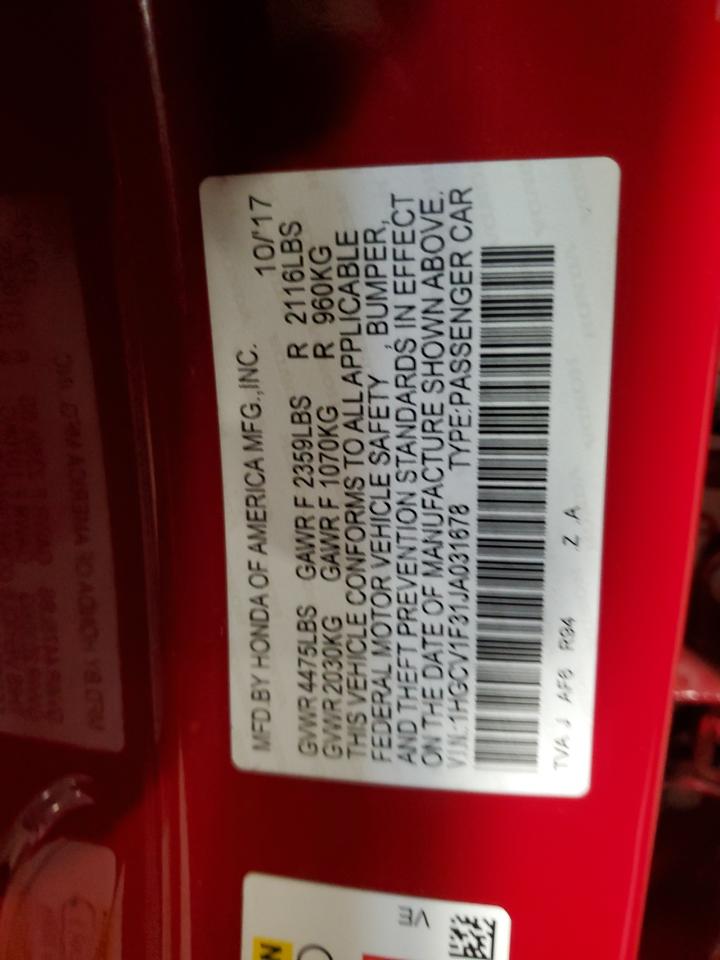 MFD.BY HONDA OF AMERICA MFG.,INC. 10/'17
GVWR 4475LBS GAWR F 2359LBS R 2116LBS
GVWR 2030KG GAWR F 1070KG R 960KG
THIS VEHICLE CONFORMS TO ALL APPLICABLE
FEDERAL MOTOR VEHICLE SAFETY, BUMPER,
AND THEFT PREVENTION STANDARDS IN EFFECT
ON THE DATE OF MANUFACTURE SHOWN ABOVE.
V.I.N.:1HGCV1F31JA031678 TYPE:PASSENGER CAR
TVA J AF8 R94 Z A